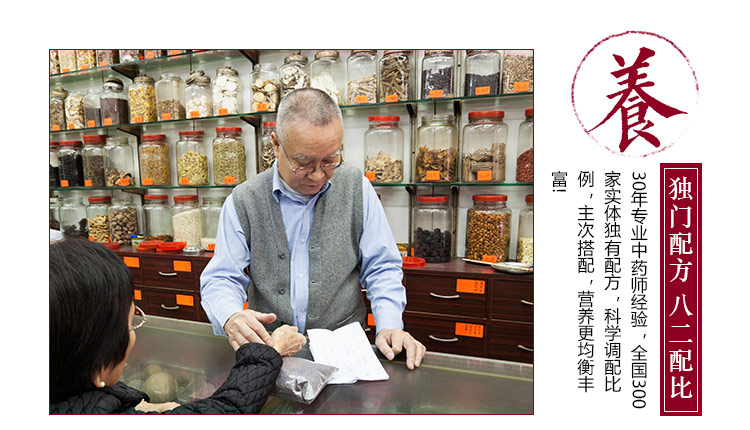 养
独门配方 八二配比
30年专业中药师经验，全国300
家实体独有配方，科学调配比
例，主次搭配，营养更均衡丰
富!